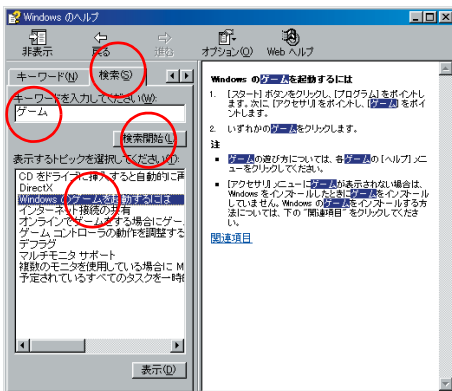 Windows のヘルプ
非表示
戻る
進む
オプション(O)
Web ヘルプ
キーワード(N)
検索(S)
キーワードを入力してください(W):
ゲーム
検索開始(L)
表示するトピックを選択してください(T):
CD をドライブに挿入すると自動的に再
DirectX
Windows のゲームを起動するには
インターネット接続の共有
オンラインでゲームをする場合にゲー
ゲーム コントローラの動作を調整する
デフラグ
マルチモニタ サポート
複数のモニタを使用している場合に M
予定されているすべてのタスクを一時
表示(D)
Windows のゲームを起動するには
1. [スタート] ボタンをクリックし、[プログラム] をポイントし
ます。次に [アクセサリ] をポイントし、[ゲーム] をポイ
ントします。
2. いずれかのゲームをクリックします。
注
▪ ゲームの遊び方については、各ゲームの [ヘルプ] メニ
ューをクリックしてください。
▪ [アクセサリ] メニューにゲームが表示されない場合は、
Windows をインストールしたときにゲームをインストール
していません。Windows のゲームをインストールする方
法については、下の "関連項目" をクリックしてくださ
い。
関連項目